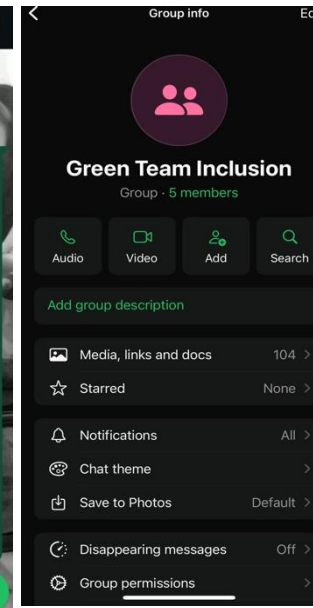 Group info
Green Team Inclusion
Group · 5 members
Audio
Video
Add
Search
Add group description
Media, links and docs 104
Starred None
Notifications All
Chat theme
Save to Photos Default
Disappearing messages Off
Group permissions